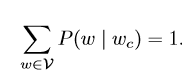 ∑_{w∈𝒱} P(w | w_c) = 1.